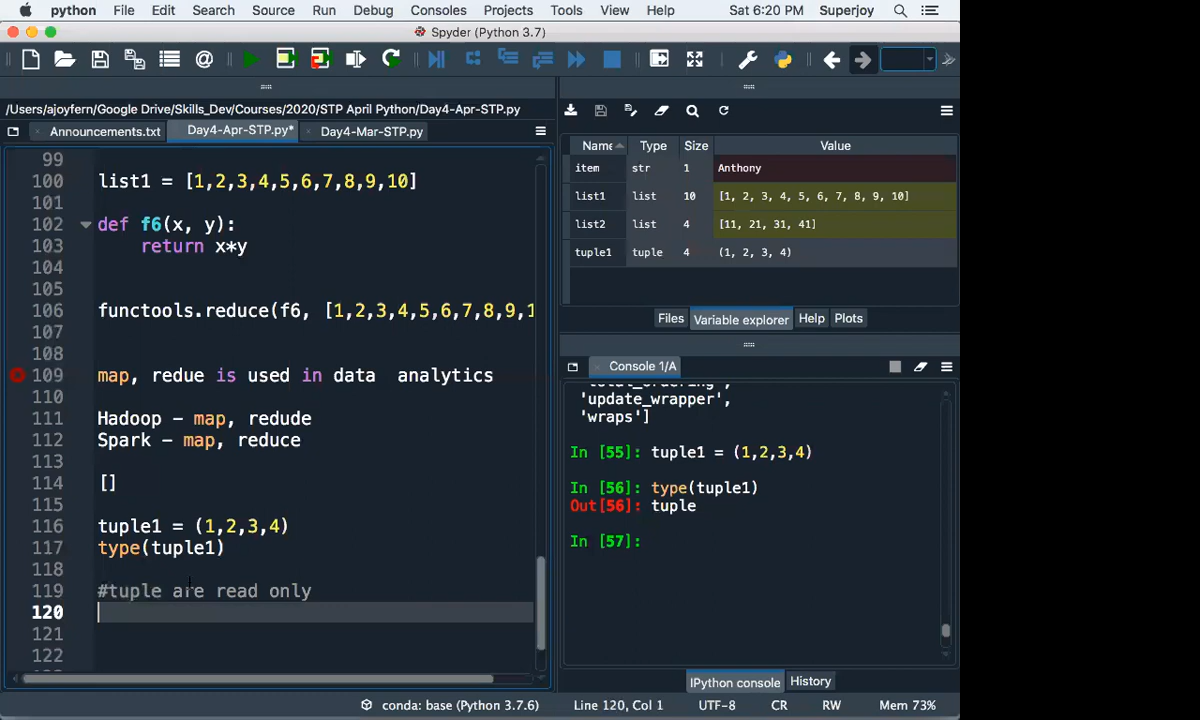 python File Edit Search Source Run Debug Consoles Projects Tools View Help Sat 6:20 PM Superjoy
Spyder (Python 3.7)
/Users/ajoyfern/Google Drive/Skills_Dev/Courses/2020/STP April Python/Day4-Apr-STP.py
Announcements.txt Day4-Apr-STP.py* Day4-Mar-STP.py
99
100 list1 = [1,2,3,4,5,6,7,8,9,10]
101
102 def f6(x, y):
103 return x*y
104
105
106 functools.reduce(f6, [1,2,3,4,5,6,7,8,9,1
107
108
109 map, redue is used in data  analytics
110
111 Hadoop - map, redude
112 Spark - map, reduce
113
114 []
115
116 tuple1 = (1,2,3,4)
117 type(tuple1)
118
119 #tuple are read only
120
121
122
Name Type Size Value
item str 1 Anthony
list1 list 10 [1, 2, 3, 4, 5, 6, 7, 8, 9, 10]
list2 list 4 [11, 21, 31, 41]
tuple1 tuple 4 (1, 2, 3, 4)
Files Variable explorer Help Plots
Console 1/A
'total_ordering',
'update_wrapper',
'wraps']
In [55]: tuple1 = (1,2,3,4)
In [56]: type(tuple1)
Out[56]: tuple
In [57]:
IPython console History
conda: base (Python 3.7.6) Line 120, Col 1 UTF-8 CR RW Mem 73%